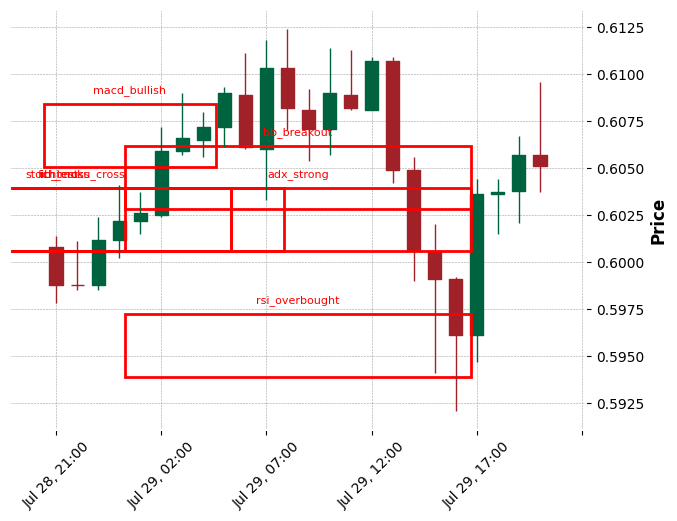 0.6125
0.6100
macd_bullish
0.6075
0.6050
adx_strong
0.6025
0.6000
rsi_overbought
0.5975
0.5950
0.5925
Price
Jul 28, 21:00
Jul 29, 02:00
Jul 29, 07:00
Jul 29, 12:00
Jul 29, 17:00